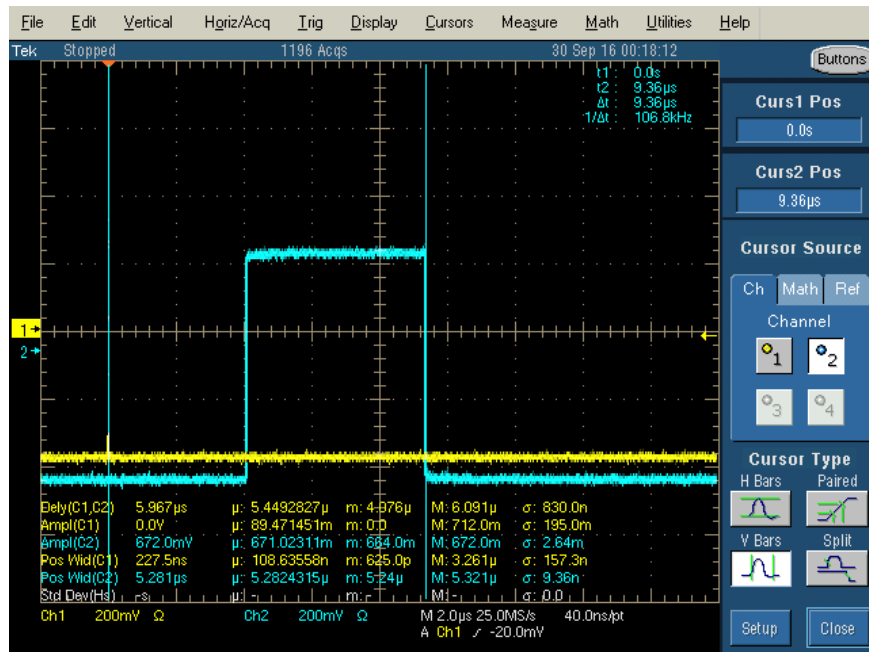 File Edit Vertical Horiz/Acq Trig Display Cursors Measure Math Utilities Help
Tek Stopped 1196 Acqs 30 Sep 16 00:18:12
Buttons
t1 : 0.0s
t2 : 9.36µs
Δt : 9.36µs
1/Δt : 106.8kHz
Curs1 Pos
0.0s
Curs2 Pos
9.36µs
Cursor Source
Ch Math Ref
Channel
1 2
3 4
1
2
Cursor Type
H Bars Paired
V Bars Split
Setup Close
Dely(C1,C2) 5.967µs µ: 5.4492827µ m: 4.976µ M: 6.091µ σ: 830.0n
Ampl(C1) 0.0V µ: 89.471451m m: 0.0 M: 712.0m σ: 195.0m
Ampl(C2) 672.0mV µ: 671.02311m m: 664.0m M: 672.0m σ: 2.64m
Pos Wid(C1) 227.5ns µ: 108.63558n m: 625.0p M: 3.261µ σ: 157.3n
Pos Wid(C2) 5.281µs µ: 5.2824315µ m: 5.24µ M: 5.321µ σ: 9.36n
Std Dev(Hs) -s µ: - m: - M: - σ: 0.0
Ch1 200mV Ω Ch2 200mV Ω M 2.0µs 25.0MS/s 40.0ns/pt
A Ch1 ∕ -20.0mV